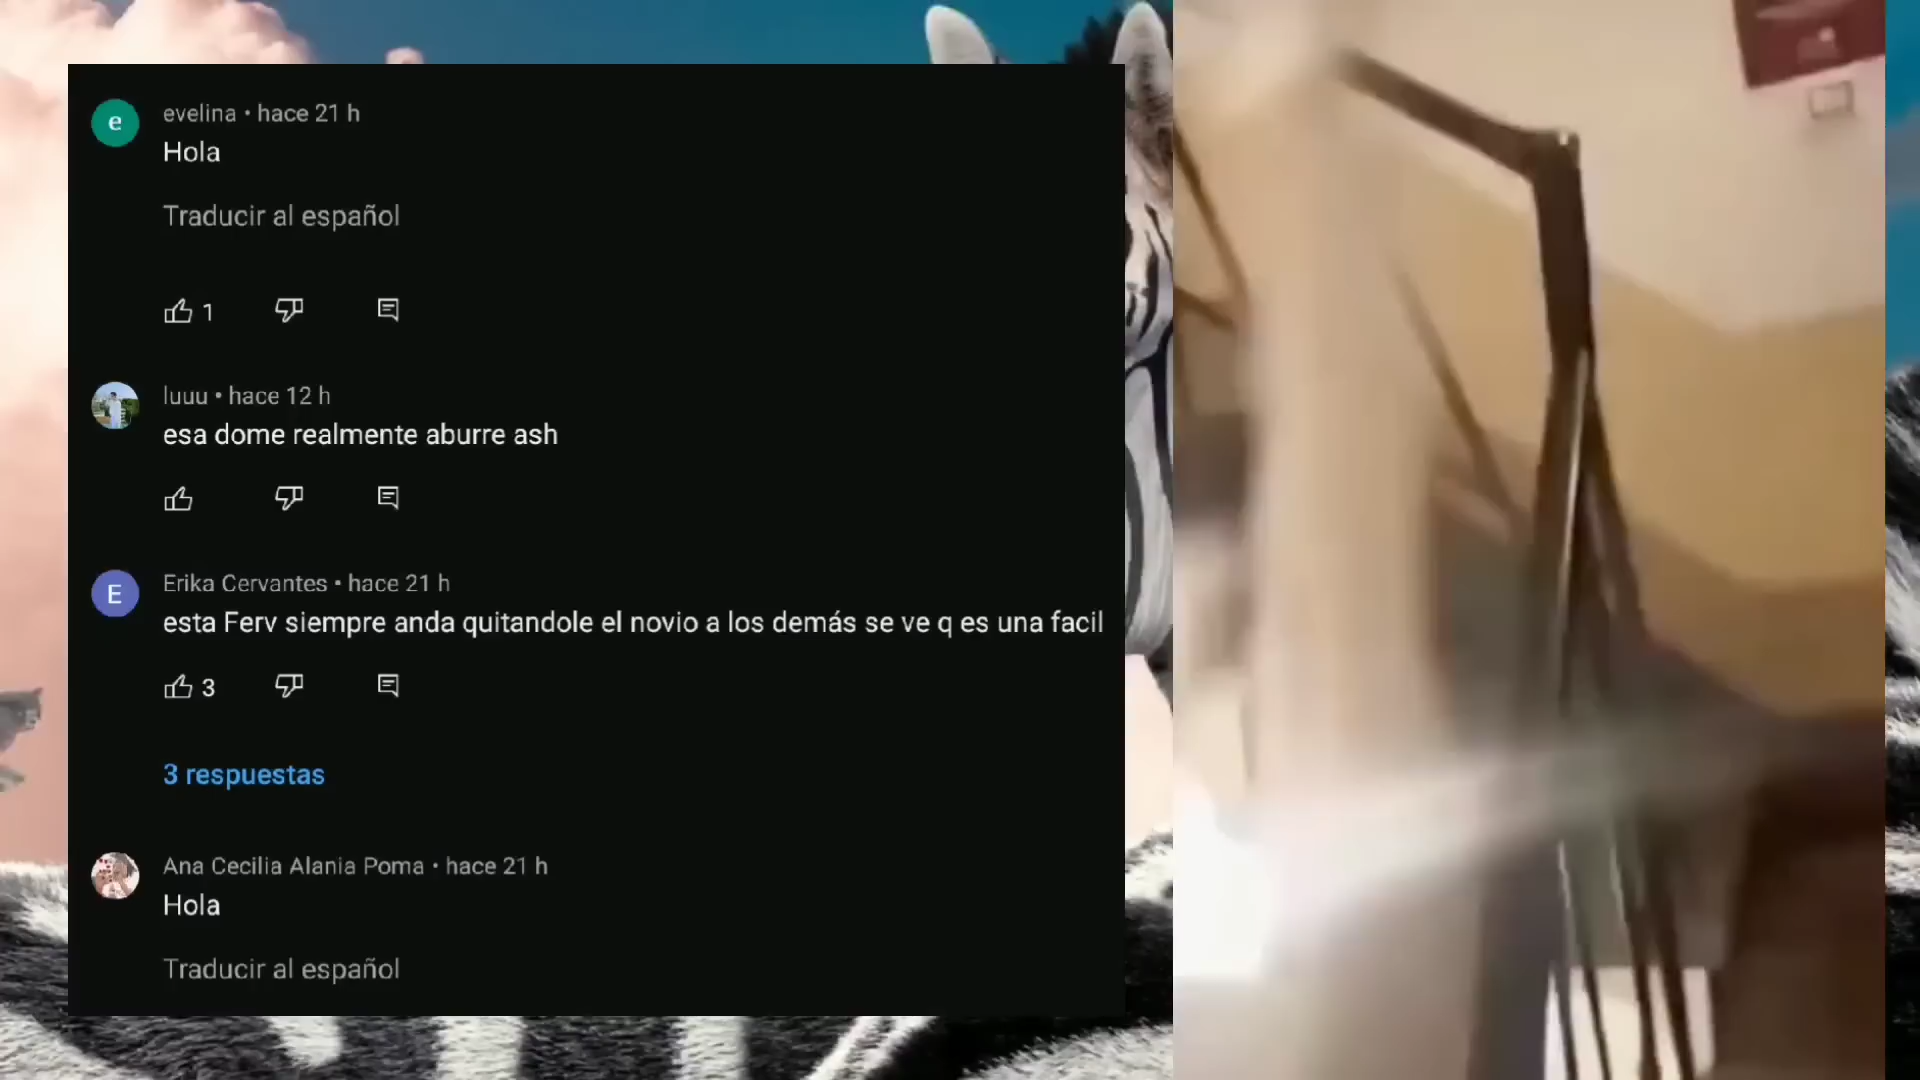 e
evelina • hace 21 h
Hola
Traducir al español
1
luuu • hace 12 h
esa dome realmente aburre ash
E
Erika Cervantes • hace 21 h
esta Ferv siempre anda quitandole el novio a los demás se ve q es una facil
3
3 respuestas
Ana Cecilia Alania Poma • hace 21 h
Hola
Traducir al español